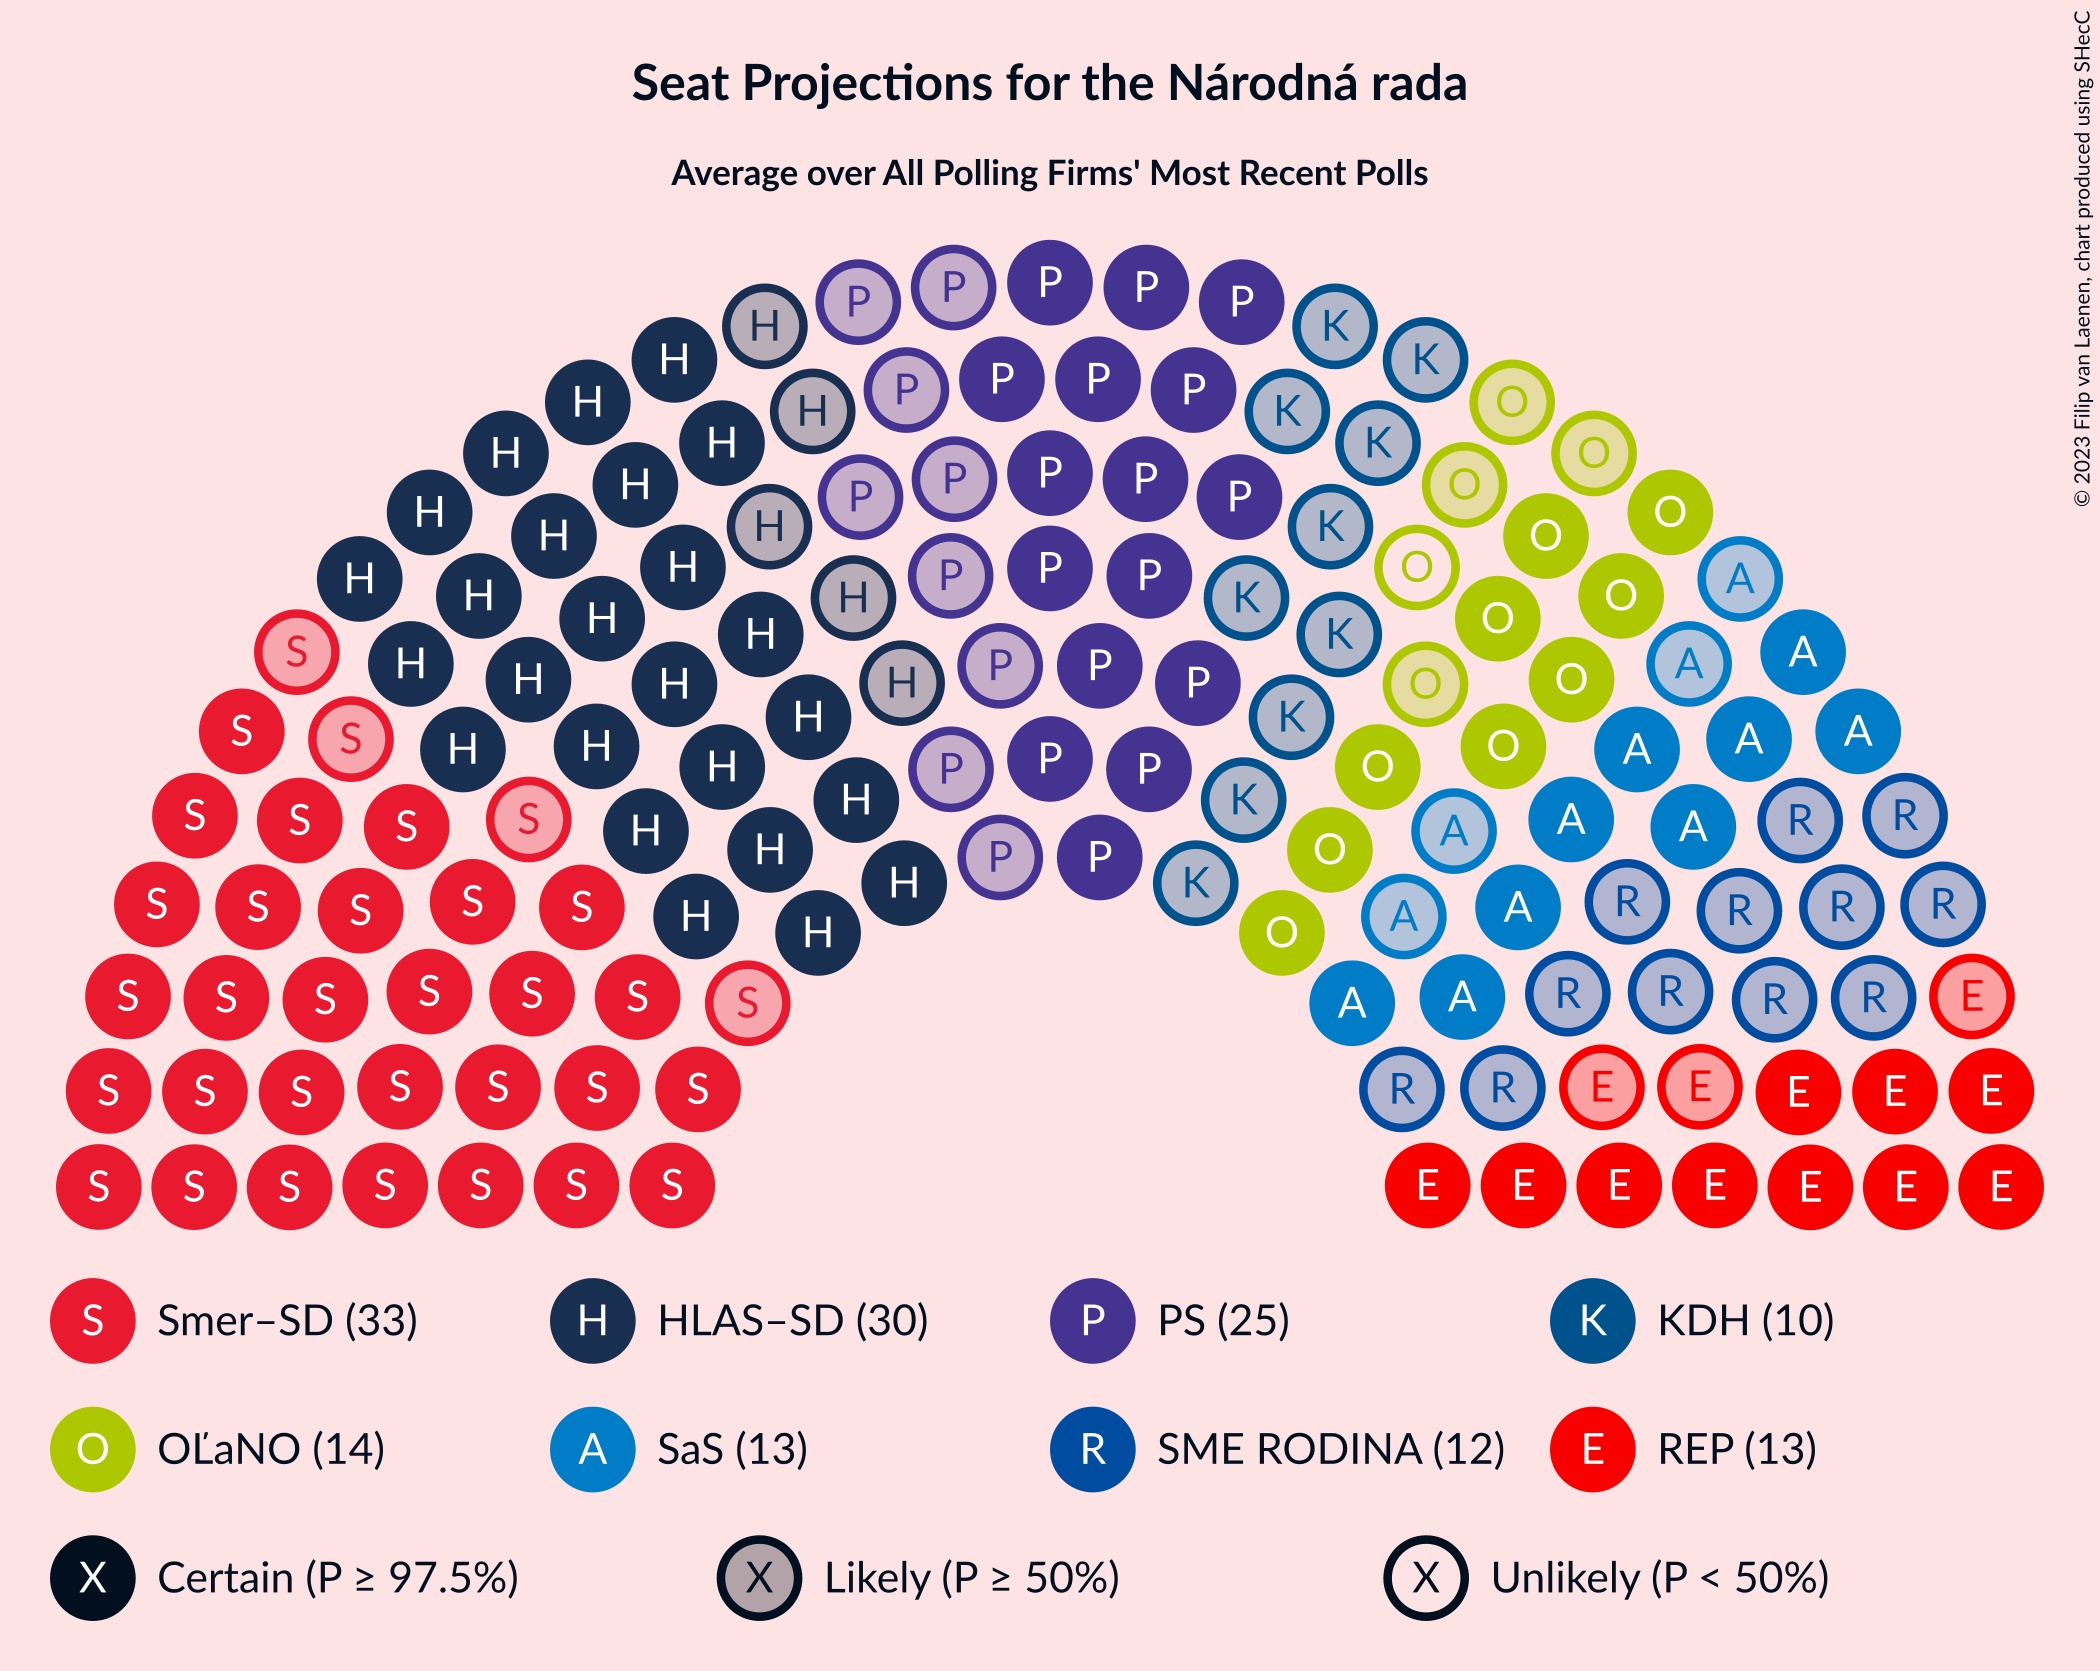 Seat Projections for the Národná rada
Average over All Polling Firms' Most Recent Polls
© 2023 Filip van Laenen, chart produced using SHecC
P P P P P
H K
H P P P P K
H H K O
H H P P P P P K O
H H H K O O
H H H P P P K O O
H H H K O A
S H H H P P P K O O A
S H H H K O A A
S H H H P P P K O A A
S S S S H H H K O A A A R R
S S S S S H H P P K O A A R R R R
S S S S S S S H O A A R R R R E
S S S S S S S R R E E E E E
S S S S S S S E E E E E E E
S Smer–SD (33) H HLAS–SD (30) P PS (25) K KDH (10)
O OĽaNO (14) A SaS (13) R SME RODINA (12) E REP (13)
X Certain (P ≥ 97.5%) X Likely (P ≥ 50%) X Unlikely (P < 50%)